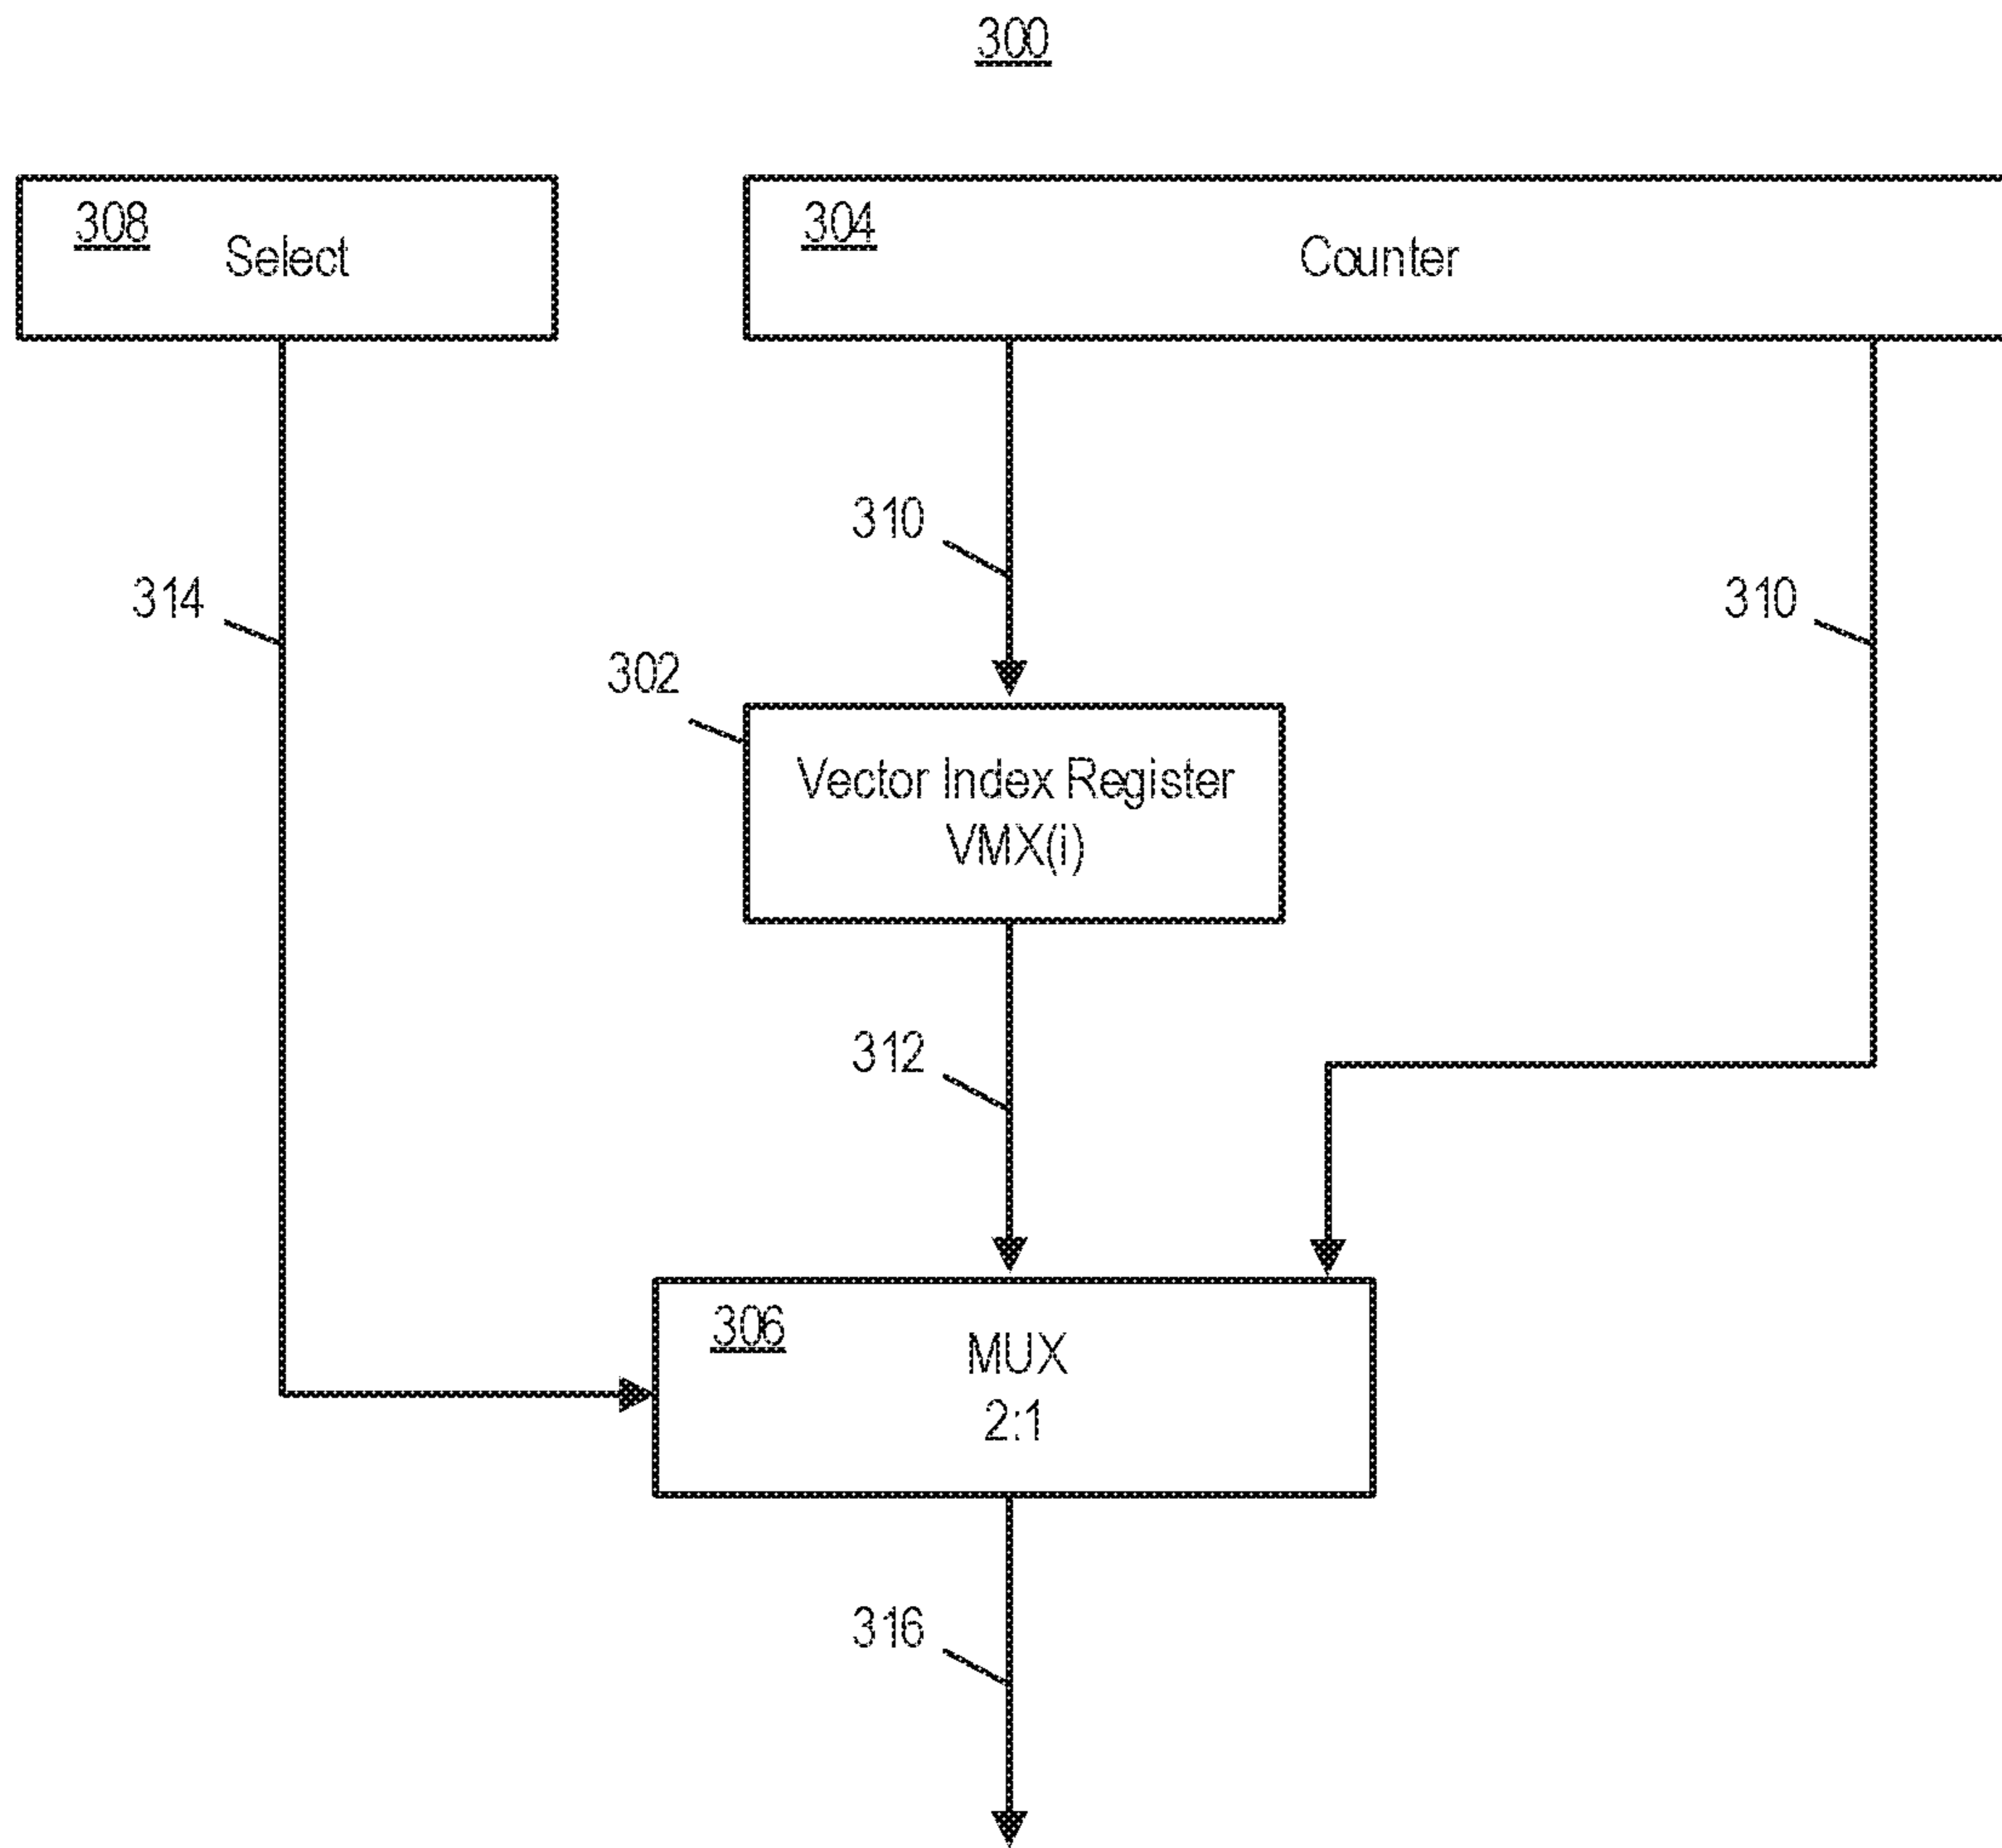 300
308
Select
304
Counter
310
314
310
302
Vector Index Register
VMX(i)
312
306
MUX
2:1
316